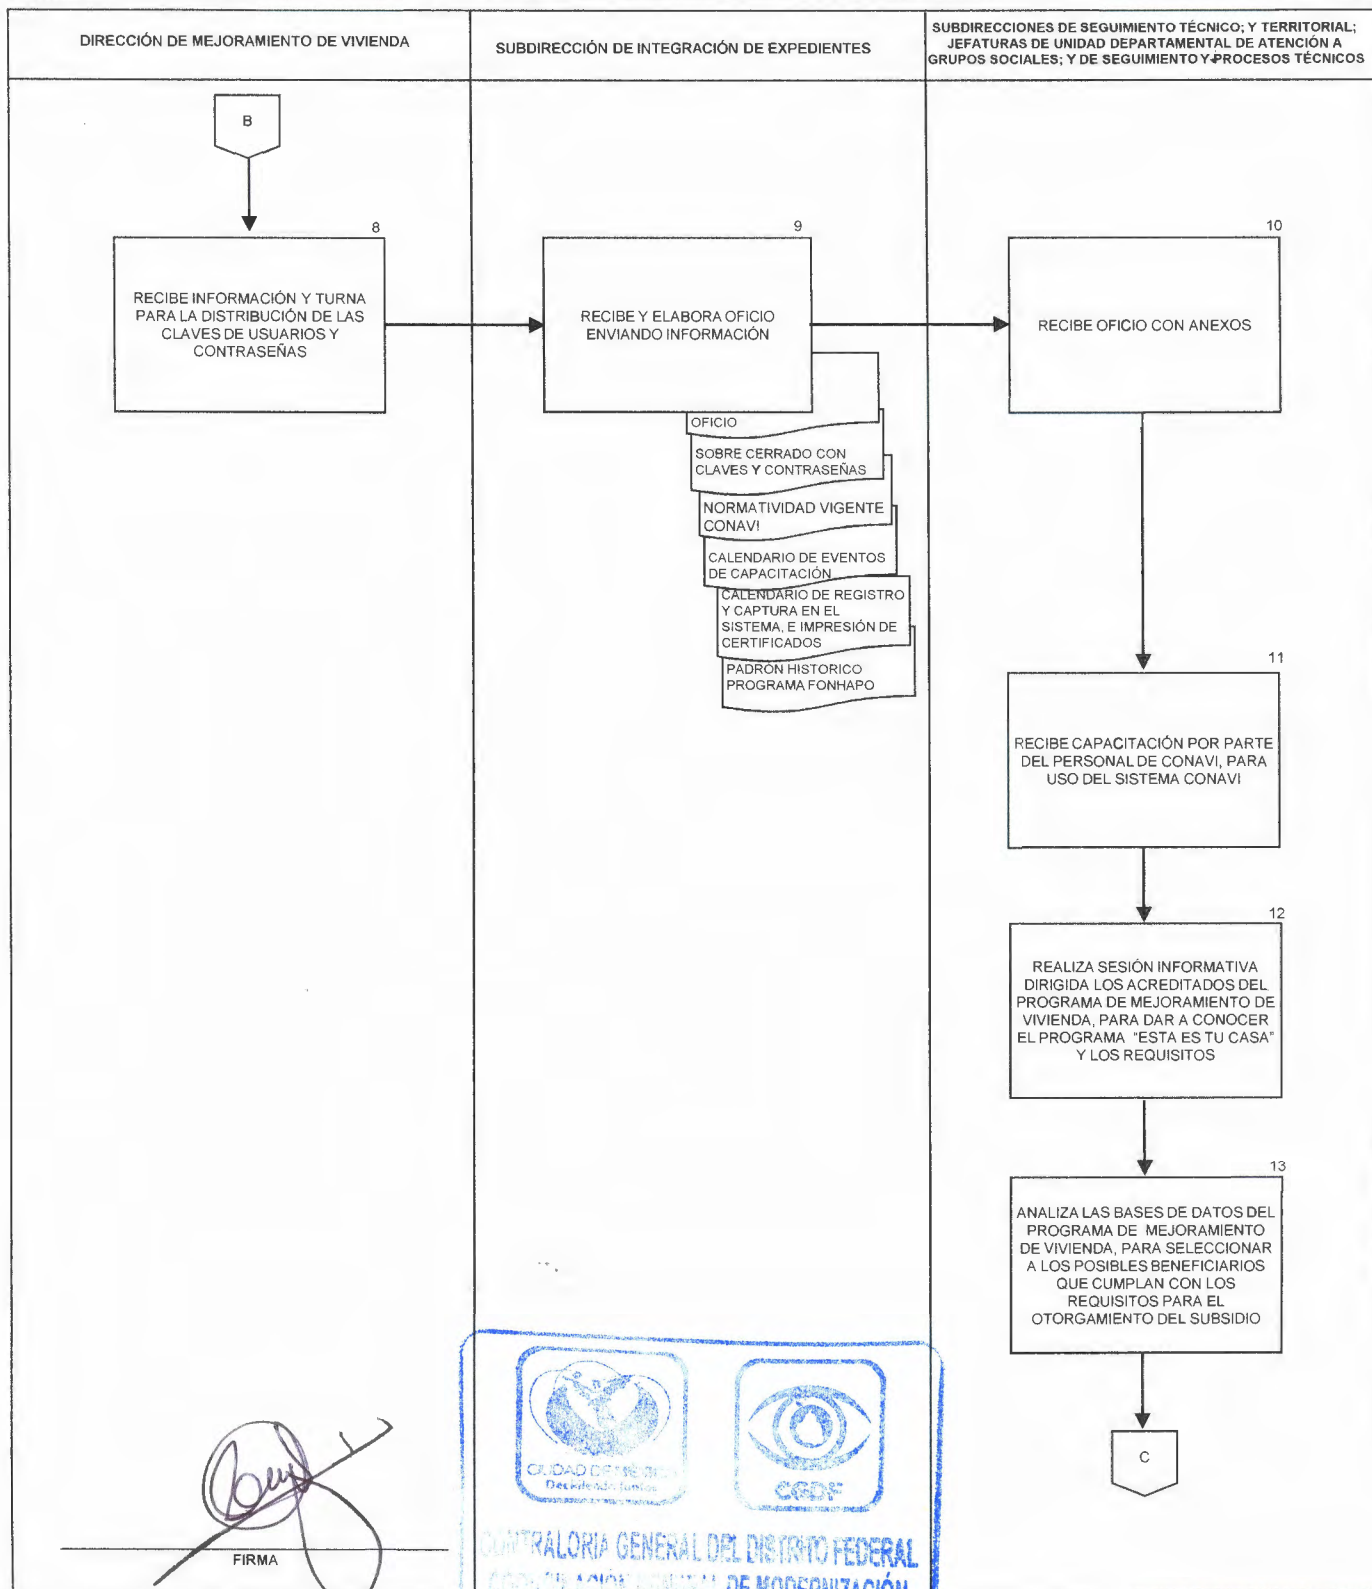 DIRECCIÓN DE MEJORAMIENTO DE VIVIENDA
SUBDIRECCIÓN DE INTEGRACIÓN DE EXPEDIENTES
SUBDIRECCIONES DE SEGUIMIENTO TÉCNICO; Y TERRITORIAL;
JEFATURAS DE UNIDAD DEPARTAMENTAL DE ATENCIÓN A
GRUPOS SOCIALES; Y DE SEGUIMIENTO Y PROCESOS TÉCNICOS
B
8
RECIBE INFORMACIÓN Y TURNA
PARA LA DISTRIBUCIÓN DE LAS
CLAVES DE USUARIOS Y
CONTRASEÑAS
9
RECIBE Y ELABORA OFICIO
ENVIANDO INFORMACIÓN
OFICIO
SOBRE CERRADO CON
CLAVES Y CONTRASEÑAS
NORMATIVIDAD VIGENTE
CONAVI
CALENDARIO DE EVENTOS
DE CAPACITACIÓN
CALENDARIO DE REGISTRO
Y CAPTURA EN EL
SISTEMA, E IMPRESIÓN DE
CERTIFICADOS
PADRÓN HISTORICO
PROGRAMA FONHAPO
10
RECIBE OFICIO CON ANEXOS
11
RECIBE CAPACITACIÓN POR PARTE
DEL PERSONAL DE CONAVI, PARA
USO DEL SISTEMA CONAVI
12
REALIZA SESIÓN INFORMATIVA
DIRIGIDA LOS ACREDITADOS DEL
PROGRAMA DE MEJORAMIENTO DE
VIVIENDA, PARA DAR A CONOCER
EL PROGRAMA "ESTA ES TU CASA"
Y LOS REQUISITOS
13
ANALIZA LAS BASES DE DATOS DEL
PROGRAMA DE MEJORAMIENTO
DE VIVIENDA, PARA SELECCIONAR
A LOS POSIBLES BENEFICIARIOS
QUE CUMPLAN CON LOS
REQUISITOS PARA EL
OTORGAMIENTO DEL SUBSIDIO
C
FIRMA
CIUDAD DE MÉXICO
Decidiendo Juntos
CGDF
CONTRALORIA GENERAL DEL DISTRITO FEDERAL
COORDINACIÓN GENERAL DE MODERNIZACIÓN